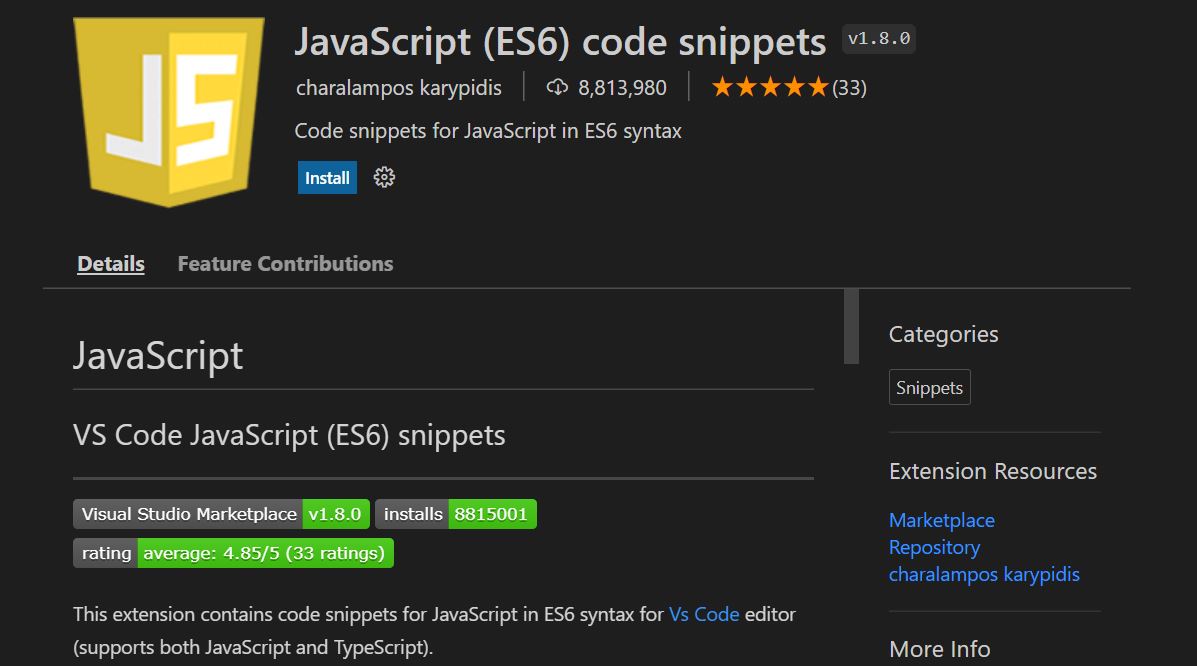 JS
JavaScript (ES6) code snippets v1.8.0
charalampos karypidis 8,813,980 (33)
Code snippets for JavaScript in ES6 syntax
Install
Details Feature Contributions
JavaScript
VS Code JavaScript (ES6) snippets
Visual Studio Marketplace v1.8.0 installs 8815001
rating average: 4.85/5 (33 ratings)
This extension contains code snippets for JavaScript in ES6 syntax for Vs Code editor
(supports both JavaScript and TypeScript).
Categories
Snippets
Extension Resources
Marketplace
Repository
charalampos karypidis
More Info